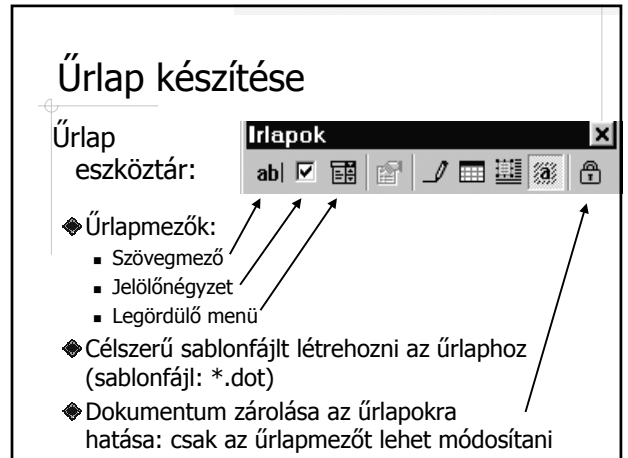 Űrlap készítése
Űrlap
eszköztár:
Irlapok
ab|
a
Űrlapmezők:
Szövegmező
Jelölőnégyzet
Legördülő menü
Célszerű sablonfájlt létrehozni az űrlaphoz
(sablonfájl: *.dot)
Dokumentum zárolása az űrlapokra
hatása: csak az űrlapmezőt lehet módosítani